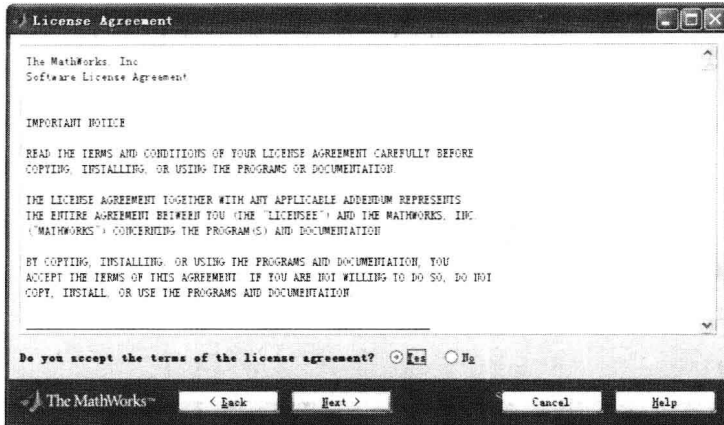 License Agreement
The MathWorks, Inc.
Software License Agreement
IMPORTANT NOTICE
READ THE TERMS AND CONDITIONS OF YOUR LICENSE AGREEMENT CAREFULLY BEFORE
COPYING, INSTALLING, OR USING THE PROGRAMS OR DOCUMENTATION.
THE LICENSE AGREEMENT TOGETHER WITH ANY APPLICABLE ADDENDUM REPRESENTS
THE ENTIRE AGREEMENT BETWEEN YOU (THE "LICENSEE") AND THE MATHWORKS, INC.
("MATHWORKS") CONCERNING THE PROGRAM(S) AND DOCUMENTATION.
BY COPYING, INSTALLING, OR USING THE PROGRAMS AND DOCUMENTATION, YOU
ACCEPT THE TERMS OF THIS AGREEMENT. IF YOU ARE NOT WILLING TO DO SO, DO NOT
COPY, INSTALL, OR USE THE PROGRAMS AND DOCUMENTATION.
Do you accept the terms of the license agreement? Yes No
The MathWorks™ < Back Next > Cancel Help